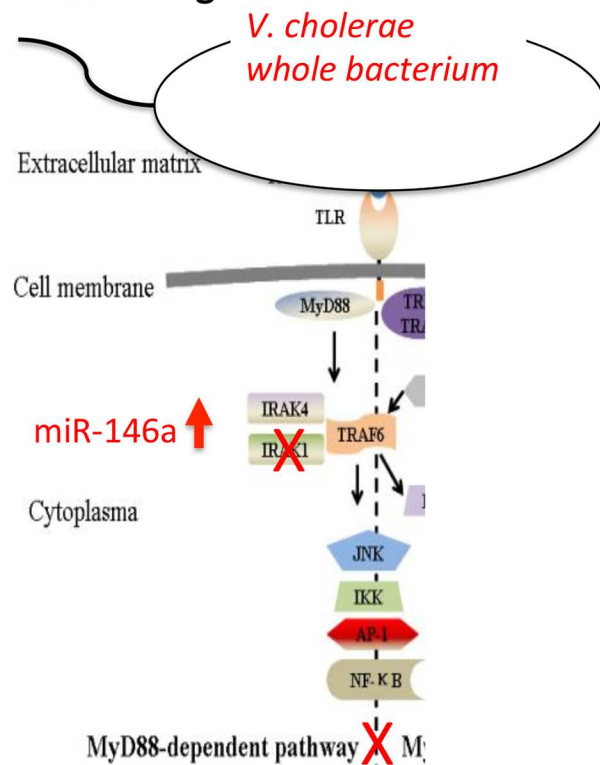 V. cholerae
whole bacterium
Extracellular matrix
TLR
Cell membrane
MyD88
IRAK4
miR-146a
TRAF6
IRAK1
Cytoplasma
JNK
IKK
AP-1
NF-κB
MyD88-dependent pathway